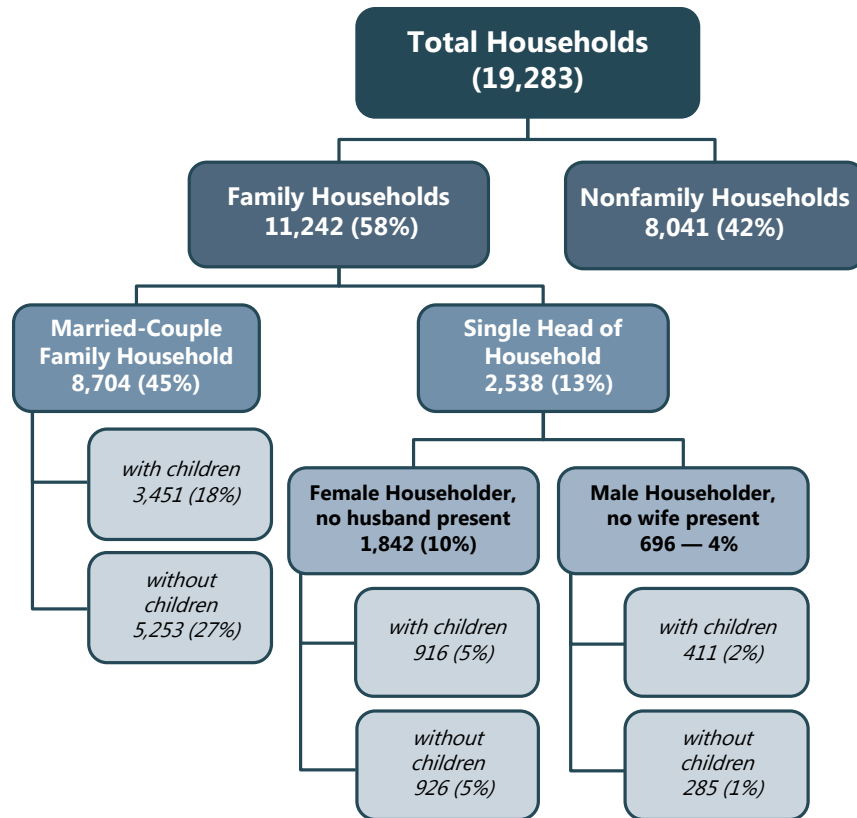 Total Households
(19,283)
Family Households
11,242 (58%)
Nonfamily Households
8,041 (42%)
Married-Couple
Family Household
8,704 (45%)
Single Head of
Household
2,538 (13%)
with children
3,451 (18%)
without
children
5,253 (27%)
Female Householder,
no husband present
1,842 (10%)
Male Householder,
no wife present
696 — 4%
with children
916 (5%)
with children
411 (2%)
without
children
926 (5%)
without
children
285 (1%)